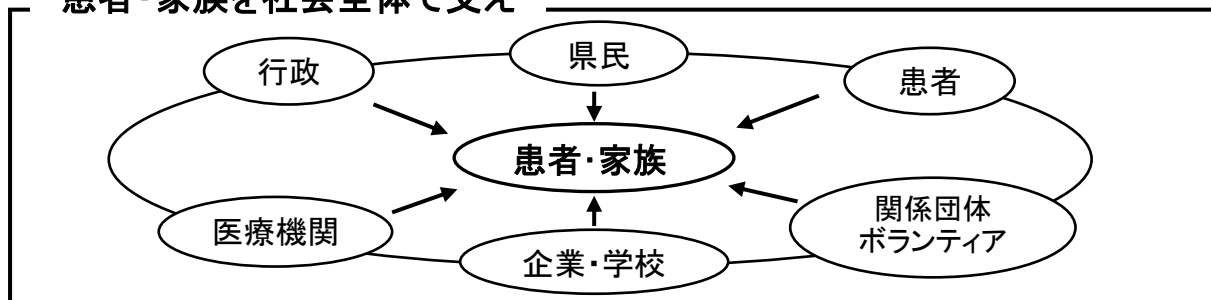 患者・家族を社会全体で支え
県民
行政
患者
患者・家族
医療機関
関係団体
ボランティア
企業・学校